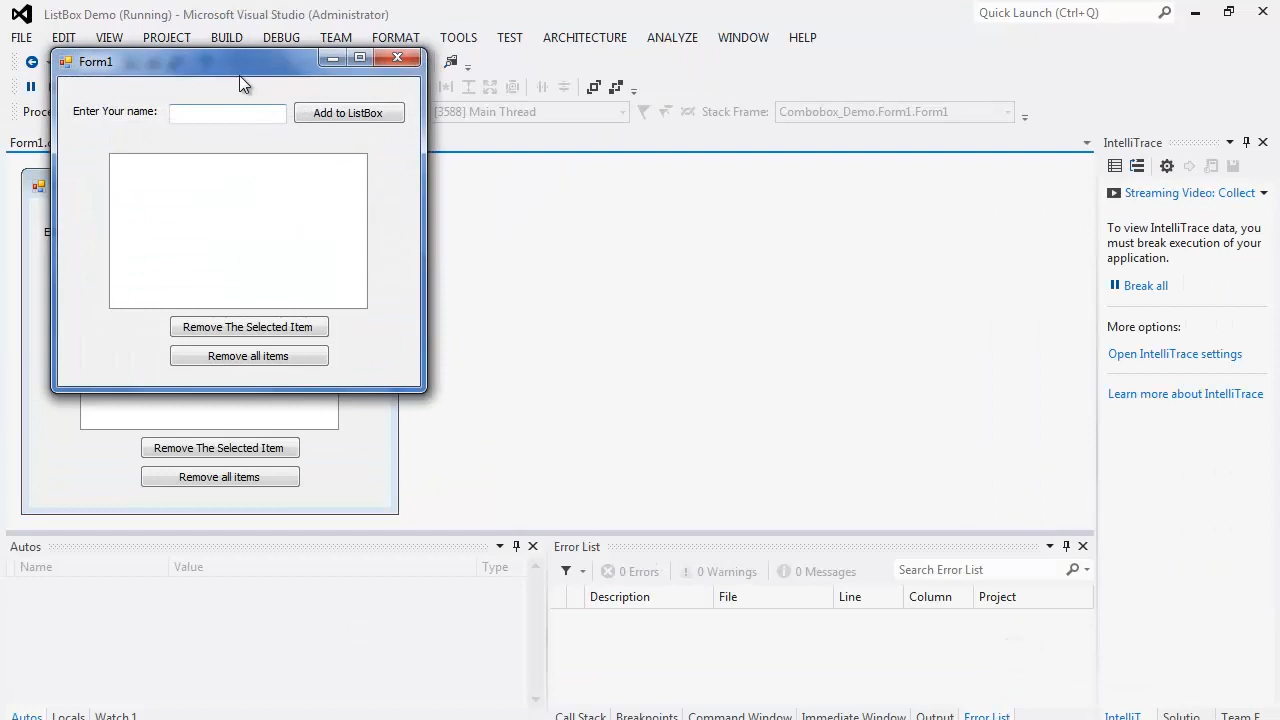 ListBox Demo (Running) - Microsoft Visual Studio (Administrator)
Quick Launch (Ctrl+Q)
FILE EDIT VIEW PROJECT BUILD DEBUG TEAM FORMAT TOOLS TEST ARCHITECTURE ANALYZE WINDOW HELP
Form1
Proce
[3588] Main Thread
Stack Frame:
Combobox_Demo.Form1.Form1
Enter Your name:
Add to ListBox
Form1.
Remove The Selected Item
Remove all items
E
Remove The Selected Item
Remove all items
IntelliTrace
Streaming Video: Collect
To view IntelliTrace data, you
must break execution of your
application.
Break all
More options:
Open IntelliTrace settings
Learn more about IntelliTrace
Autos
Name Value Type
Error List
0 Errors 0 Warnings 0 Messages
Search Error List
Description File Line Column Project
Autos Locals Watch 1
Call Stack Breakpoints Command Window Immediate Window Output Error List
IntelliT... Solutio... Team E...